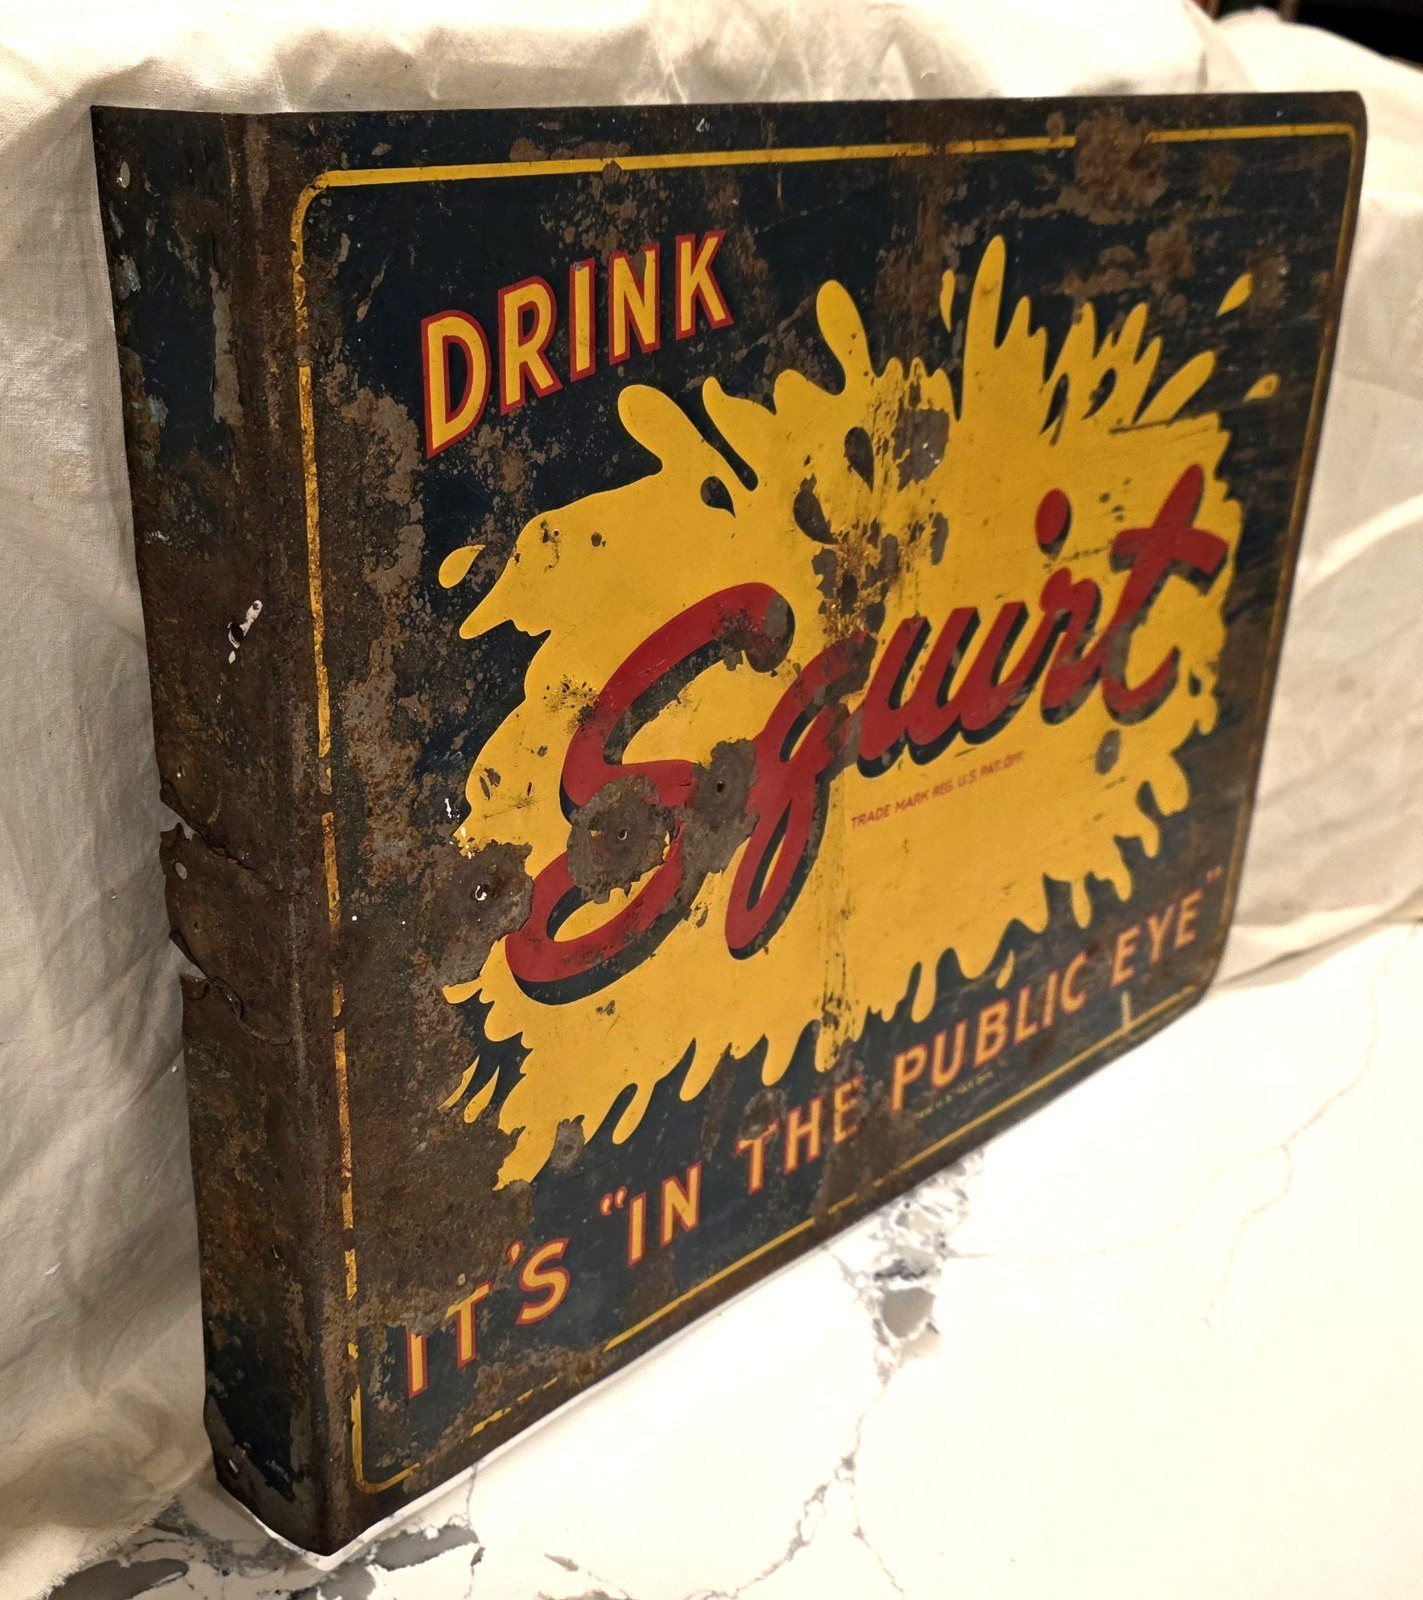 DRINK
Squirt
TRADE MARK REG. U.S. PAT. OFF.
IT'S "IN THE PUBLIC EYE"